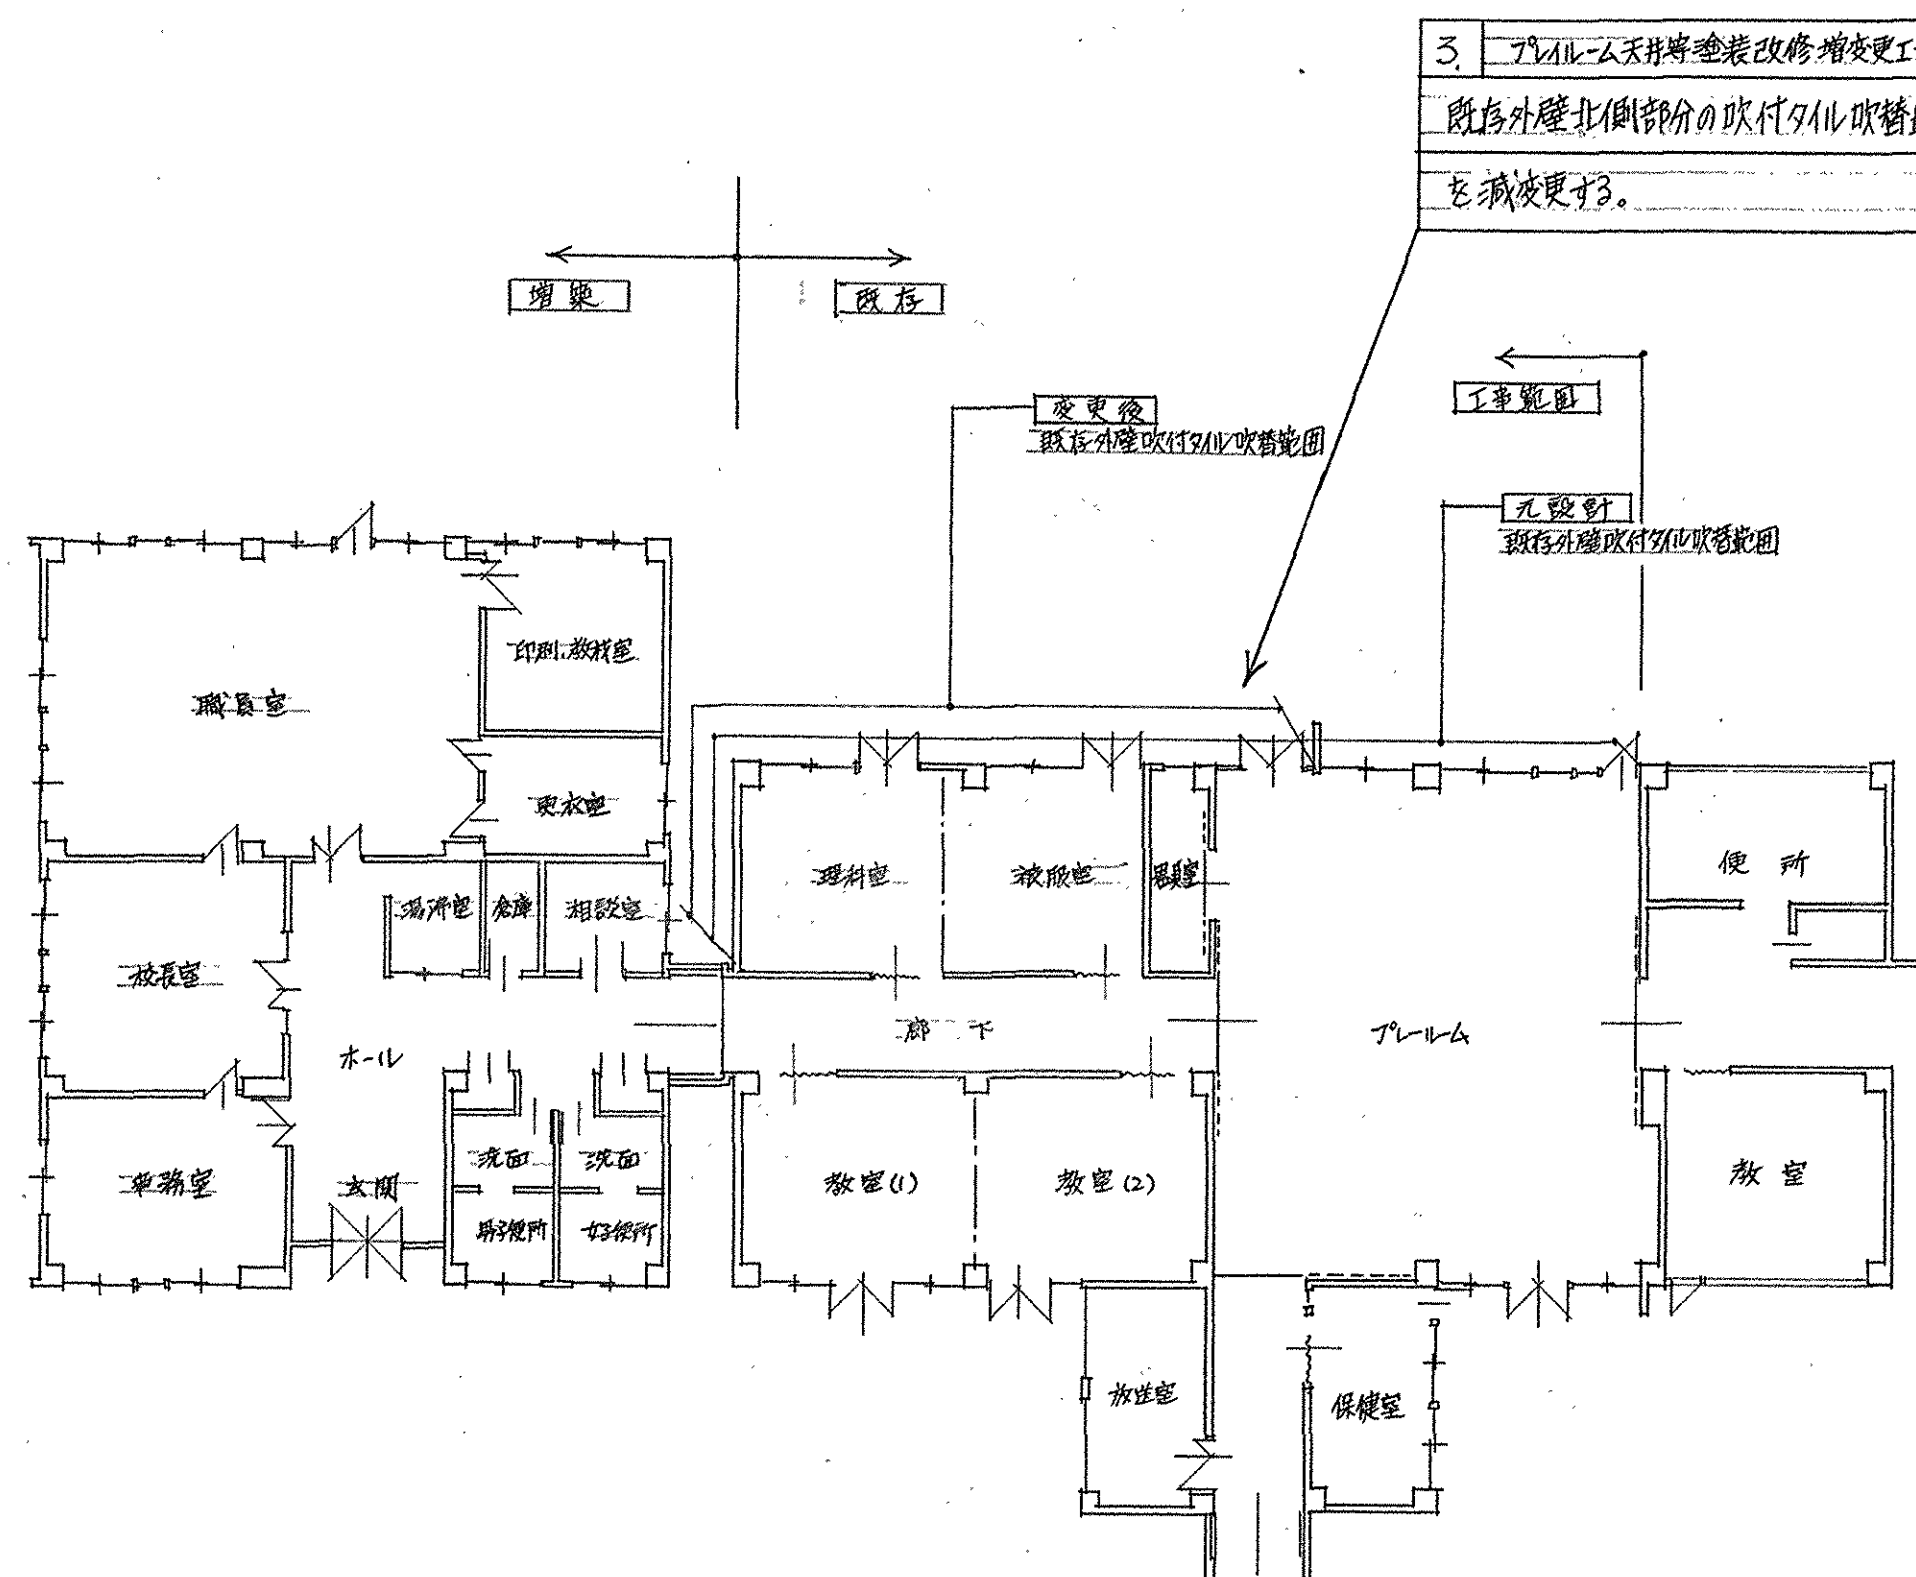 3. プレイルーム天井等塗装改修増変更工
既存外壁北側部分の吹付タイル吹替
を減変更する。
増築
既存
工事範囲
変更後
既存外壁吹付タイル吹替範囲
元設計
既存外壁吹付タイル吹替範囲
印刷・教材室
職員室
更衣室
理科室
被服室
器具室
便所
湯沸室
倉庫
相談室
校長室
廊下
プレールーム
ホール
事務室
玄関
洗面
洗面
教室(1)
教室(2)
教室
男子便所
女子便所
放送室
保健室